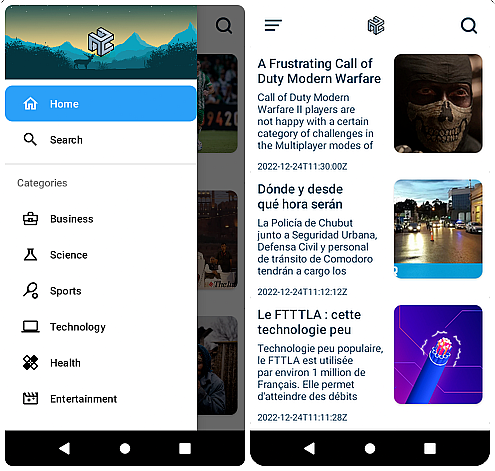 Home
Search
Categories
Business
Science
Sports
Technology
Health
Entertainment
A Frustrating Call of
Duty Modern Warfare
Call of Duty Modern
Warfare II players are
not happy with a certain
category of challenges in
the Multiplayer modes of
2022-12-24T11:30:00Z
Dónde y desde
qué hora serán
La Policía de Chubut
junto a Seguridad Urbana,
Defensa Civil y personal
de tránsito de Comodoro
tendrán a cargo los
2022-12-24T11:12:12Z
Le FTTTLA : cette
technologie peu
Technologie peu populaire,
le FTTLA est utilisée
par environ 1 million de
Français. Elle permet
d'atteindre des débits
2022-12-24T11:11:28Z